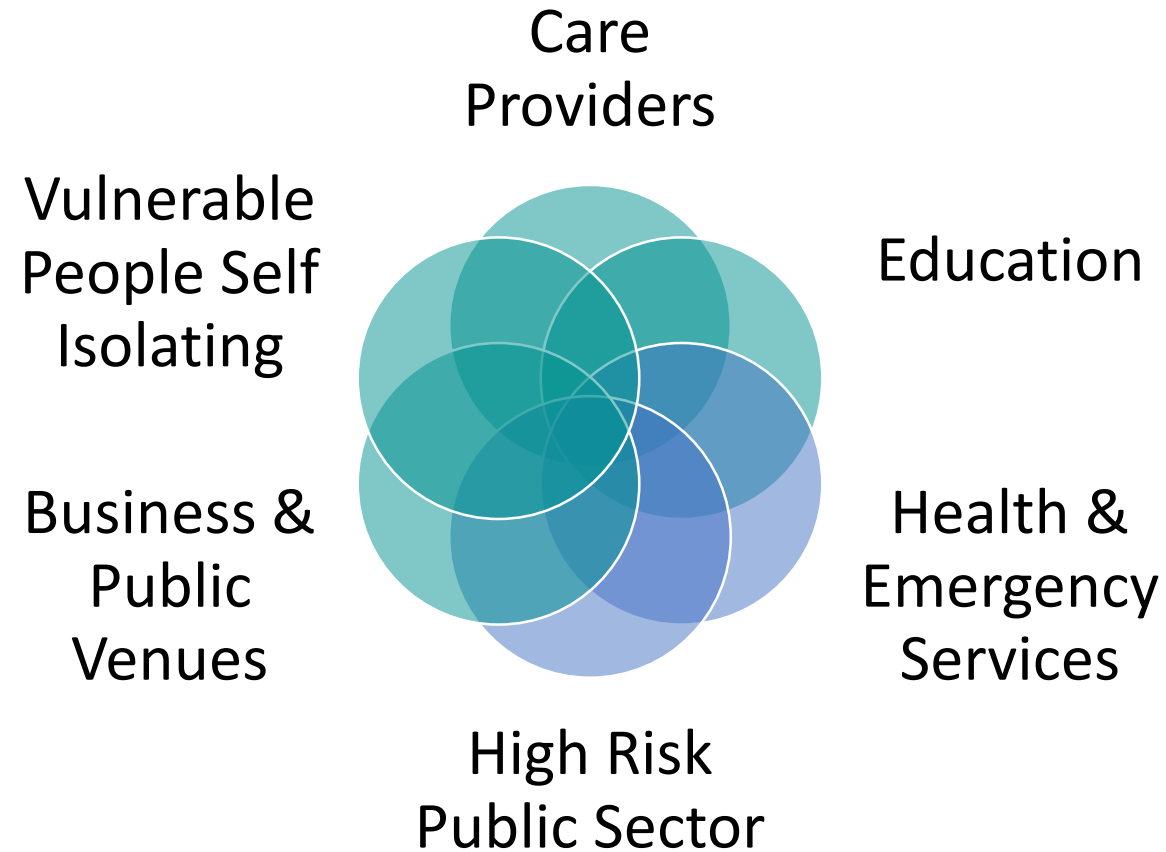 Care
Providers
Education
Health &
Emergency
Services
High Risk
Public Sector
Business &
Public
Venues
Vulnerable
People Self
Isolating